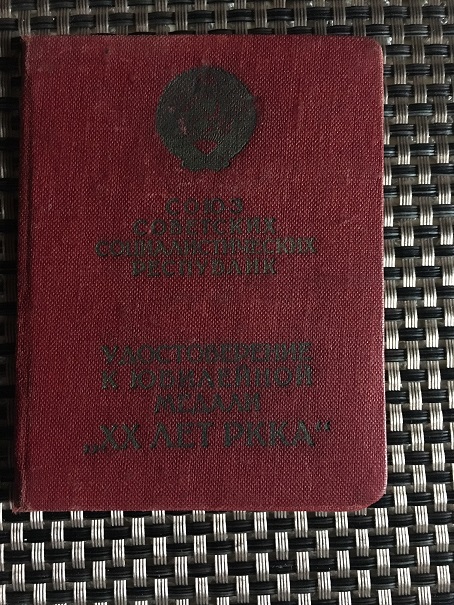 СОЮЗ
СОВЕТСКИХ
СОЦИАЛИСТИЧЕСКИХ
РЕСПУБЛИК
УДОСТОВЕРЕНИЕ
К ЮБИЛЕЙНОЙ
МЕДАЛИ
„XX ЛЕТ РККА"